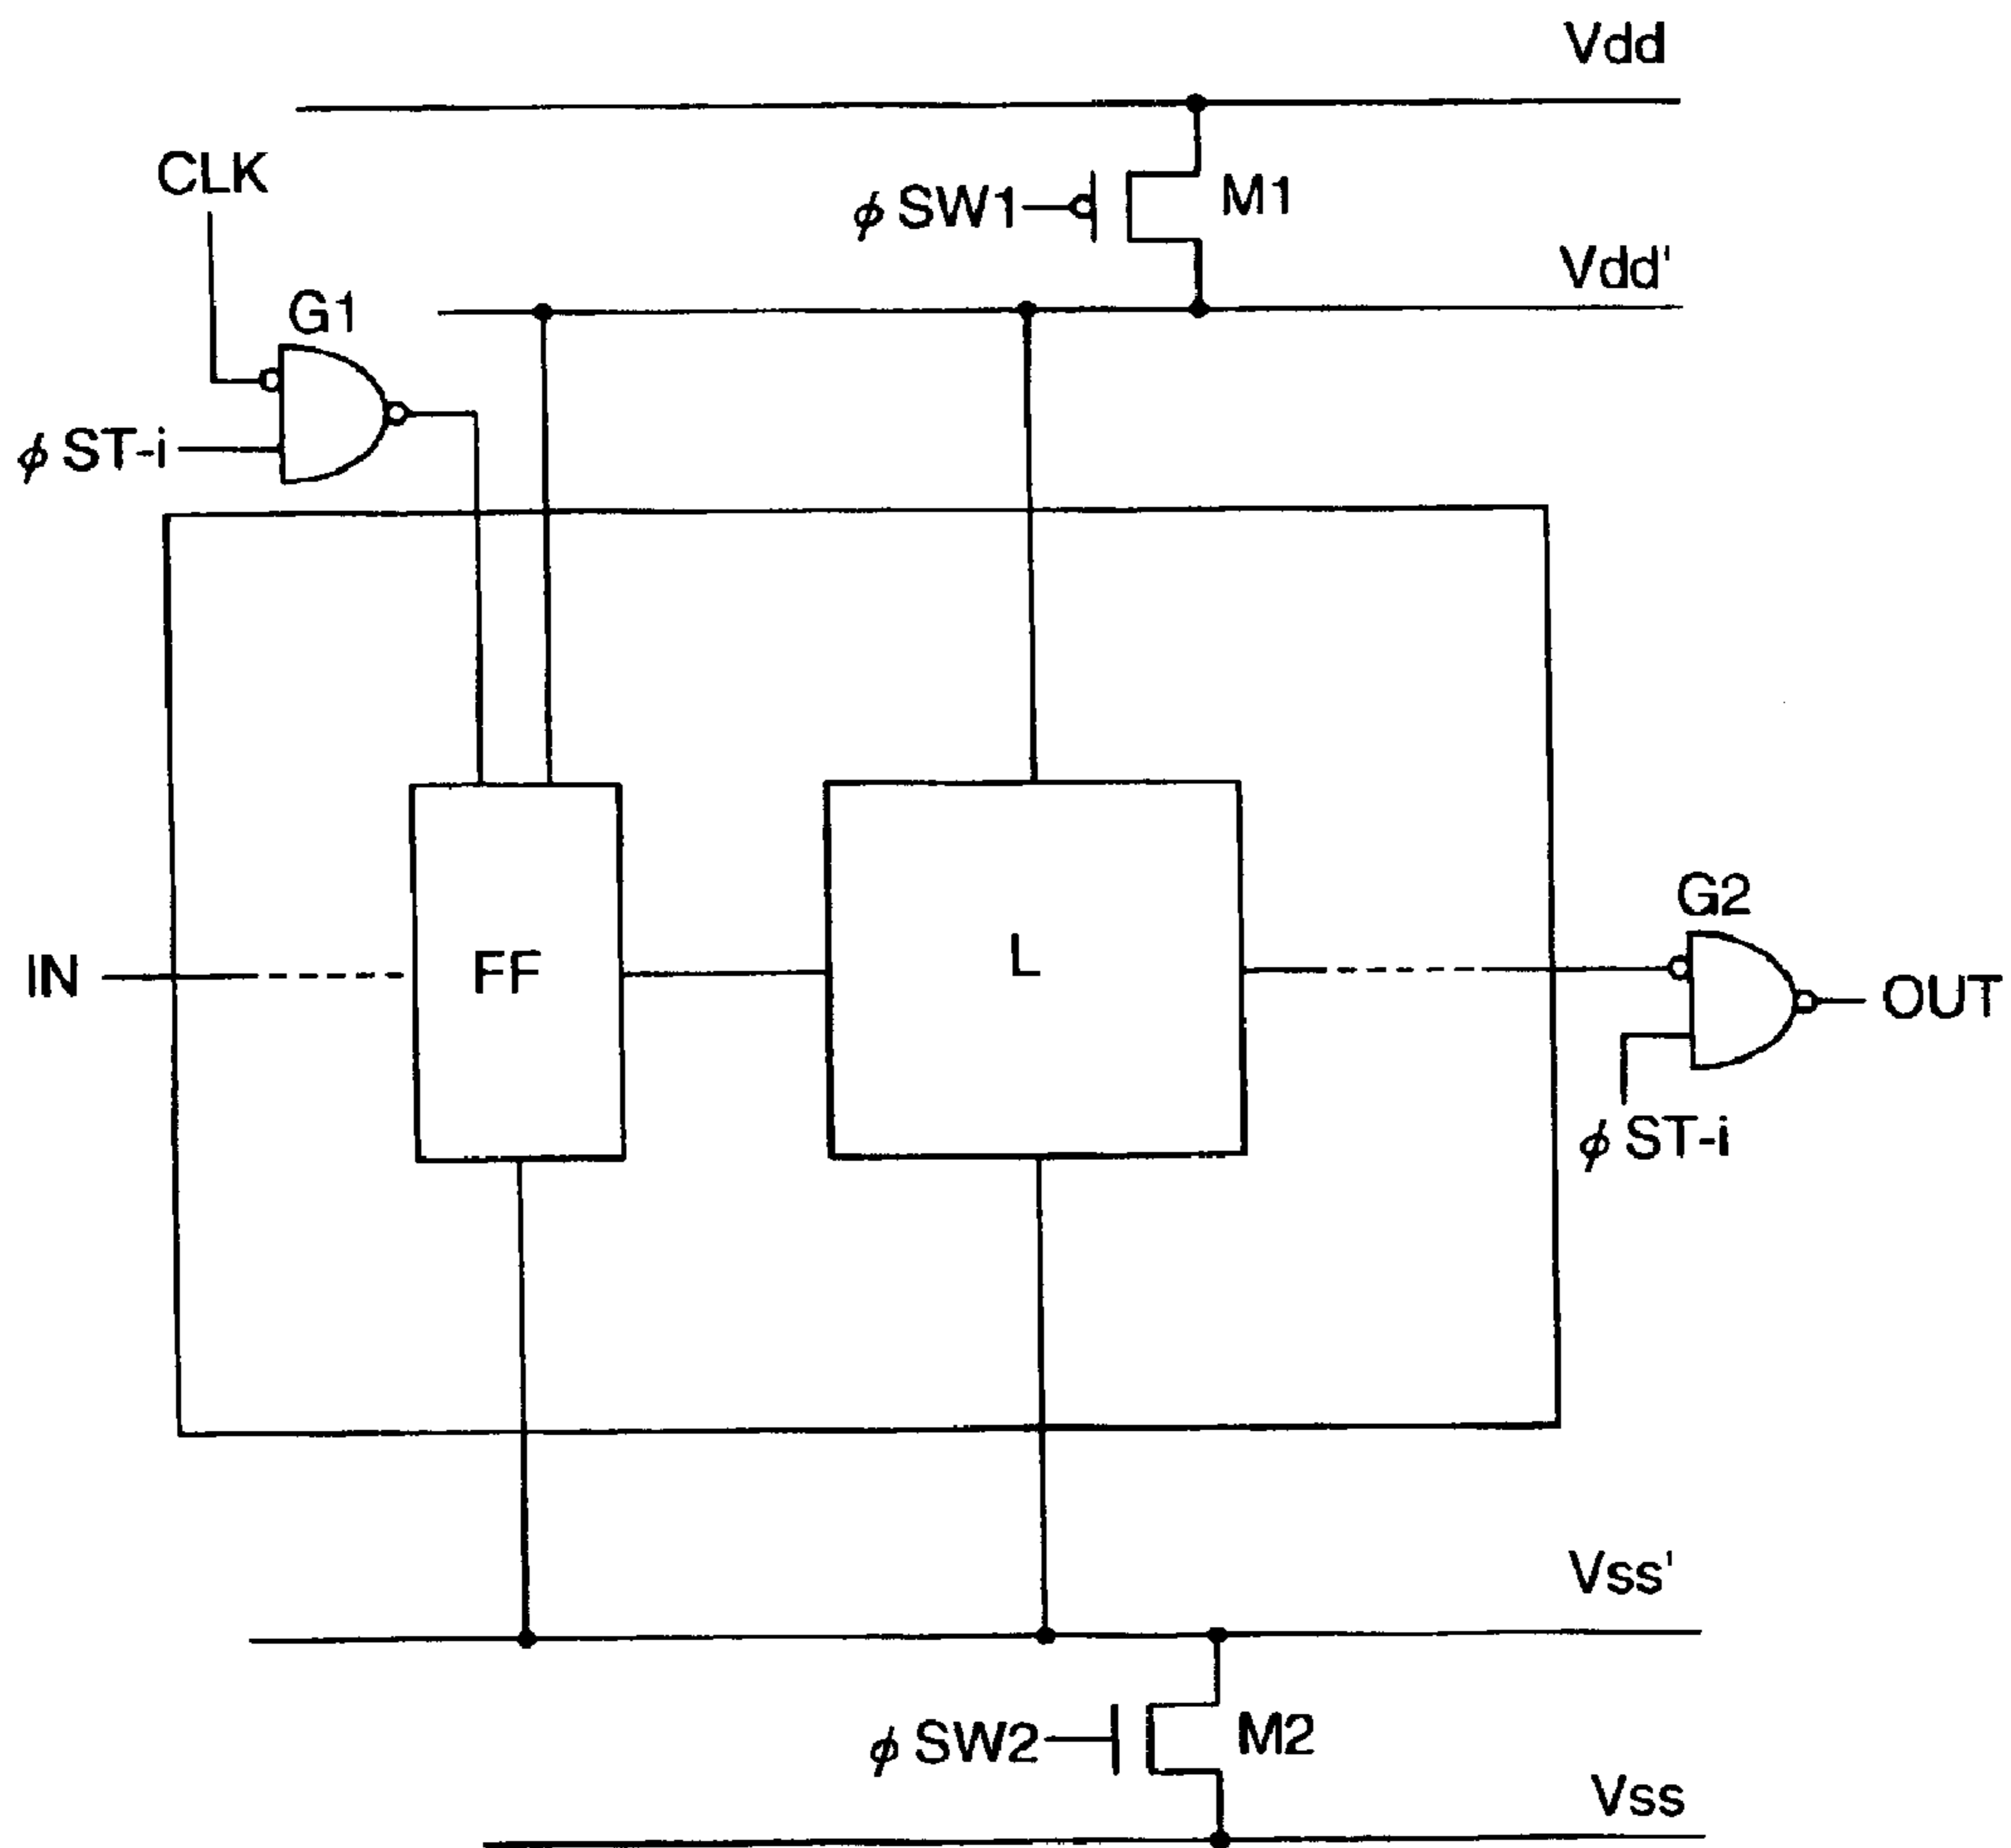 Vdd
CLK
ϕ SW1
M1
Vdd'
G1
ϕ ST-i
G2
IN
FF
L
OUT
ϕ ST-i
Vss'
ϕ SW2
M2
Vss